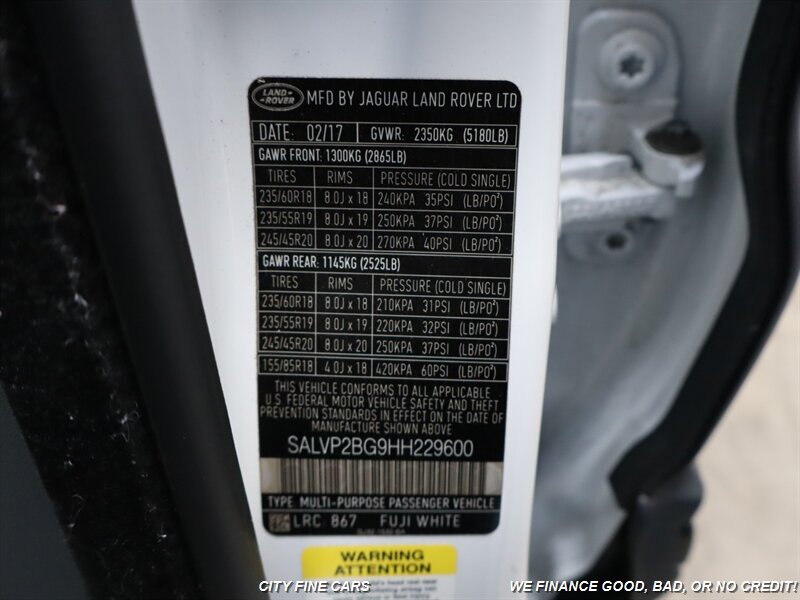 LAND ROVER MFD BY JAGUAR LAND ROVER LTD
DATE: 02/17 GVWR: 2350KG (5180LB)
GAWR FRONT: 1300KG (2865LB)
TIRES RIMS PRESSURE (COLD SINGLE)
235/60R18 8.0J x 18 240KPA 35PSI (LB/PO²)
235/55R19 8.0J x 19 250KPA 37PSI (LB/PO²)
245/45R20 8.0J x 20 270KPA 40PSI (LB/PO²)
GAWR REAR: 1145KG (2525LB)
TIRES RIMS PRESSURE (COLD SINGLE)
235/60R18 8.0J x 18 210KPA 31PSI (LB/PO²)
235/55R19 8.0J x 19 220KPA 32PSI (LB/PO²)
245/45R20 8.0J x 20 250KPA 37PSI (LB/PO²)
155/85R18 4.0J x 18 420KPA 60PSI (LB/PO²)
THIS VEHICLE CONFORMS TO ALL APPLICABLE
U.S. FEDERAL MOTOR VEHICLE SAFETY AND THEFT
PREVENTION STANDARDS IN EFFECT ON THE DATE OF
MANUFACTURE SHOWN ABOVE
SALVP2BG9HH229600
TYPE: MULTI-PURPOSE PASSENGER VEHICLE
LRC 867 FUJI WHITE
WARNING
ATTENTION
CITY FINE CARS WE FINANCE GOOD, BAD, OR NO CREDIT!